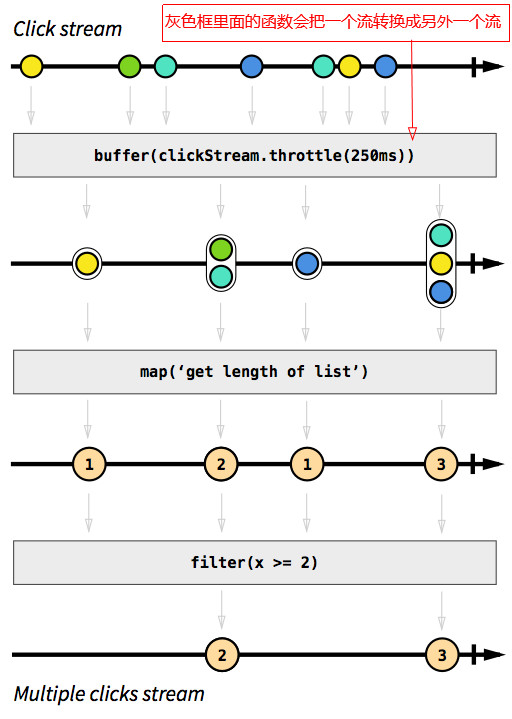 Click stream
灰色框里面的函数会把一个流转换成另外一个流
buffer(clickStream.throttle(250ms))
map(‘get length of list’)
1 2 1 3
filter(x >= 2)
2 3
Multiple clicks stream